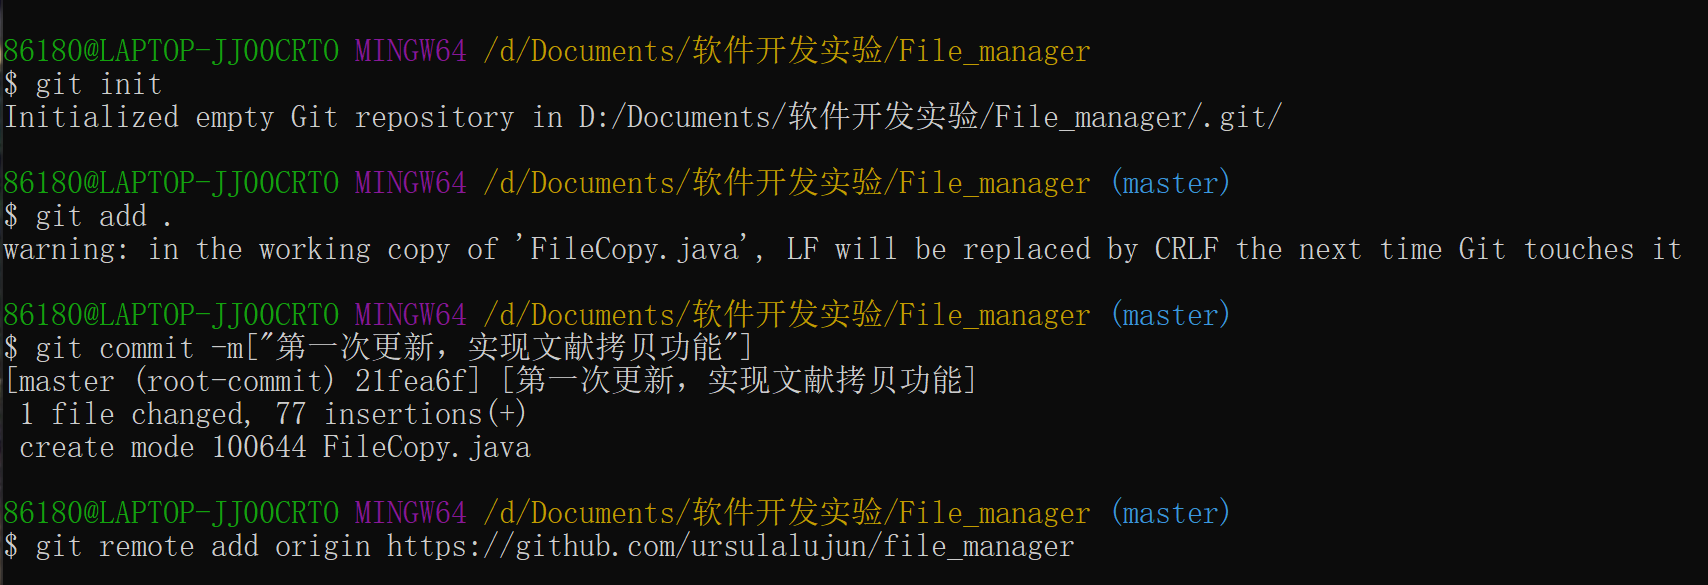 86180@LAPTOP-JJ00CRT0 MINGW64 /d/Documents/软件开发实验/File_manager
$ git init
Initialized empty Git repository in D:/Documents/软件开发实验/File_manager/.git/
86180@LAPTOP-JJ00CRT0 MINGW64 /d/Documents/软件开发实验/File_manager (master)
$ git add .
warning: in the working copy of 'FileCopy.java', LF will be replaced by CRLF the next time Git touches it
86180@LAPTOP-JJ00CRT0 MINGW64 /d/Documents/软件开发实验/File_manager (master)
$ git commit -m["第一次更新，实现文献拷贝功能"]
[master (root-commit) 21fea6f] [第一次更新，实现文献拷贝功能]
1 file changed, 77 insertions(+)
create mode 100644 FileCopy.java
86180@LAPTOP-JJ00CRT0 MINGW64 /d/Documents/软件开发实验/File_manager (master)
$ git remote add origin https://github.com/ursulalujun/file_manager